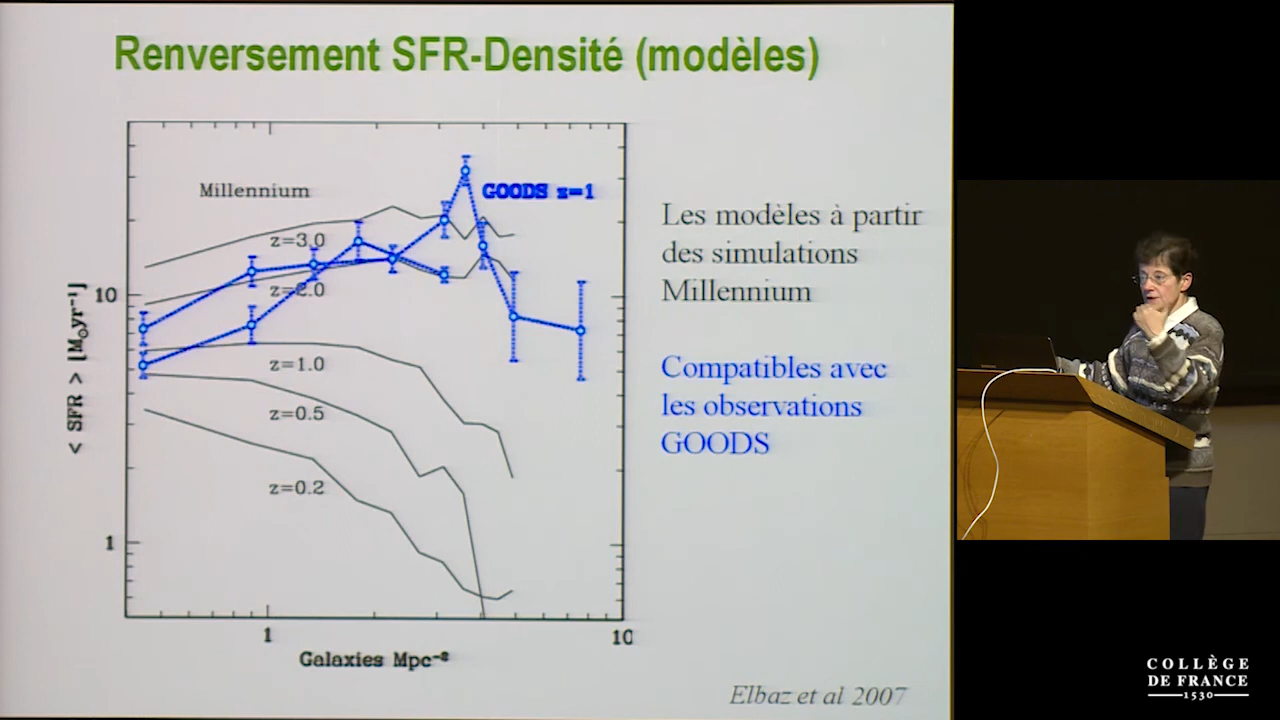 Renversement SFR-Densité (modèles)
Millennium
GOODS z=1
z=3.0
z=2.0
z=1.0
z=0.5
z=0.2
10
1
< SFR > [M⊙yr⁻¹]
1
10
Galaxies Mpc⁻²
Les modèles à partir
des simulations
Millennium
Compatibles avec
les observations
GOODS
Elbaz et al 2007
COLLÈGE
DE FRANCE
1530